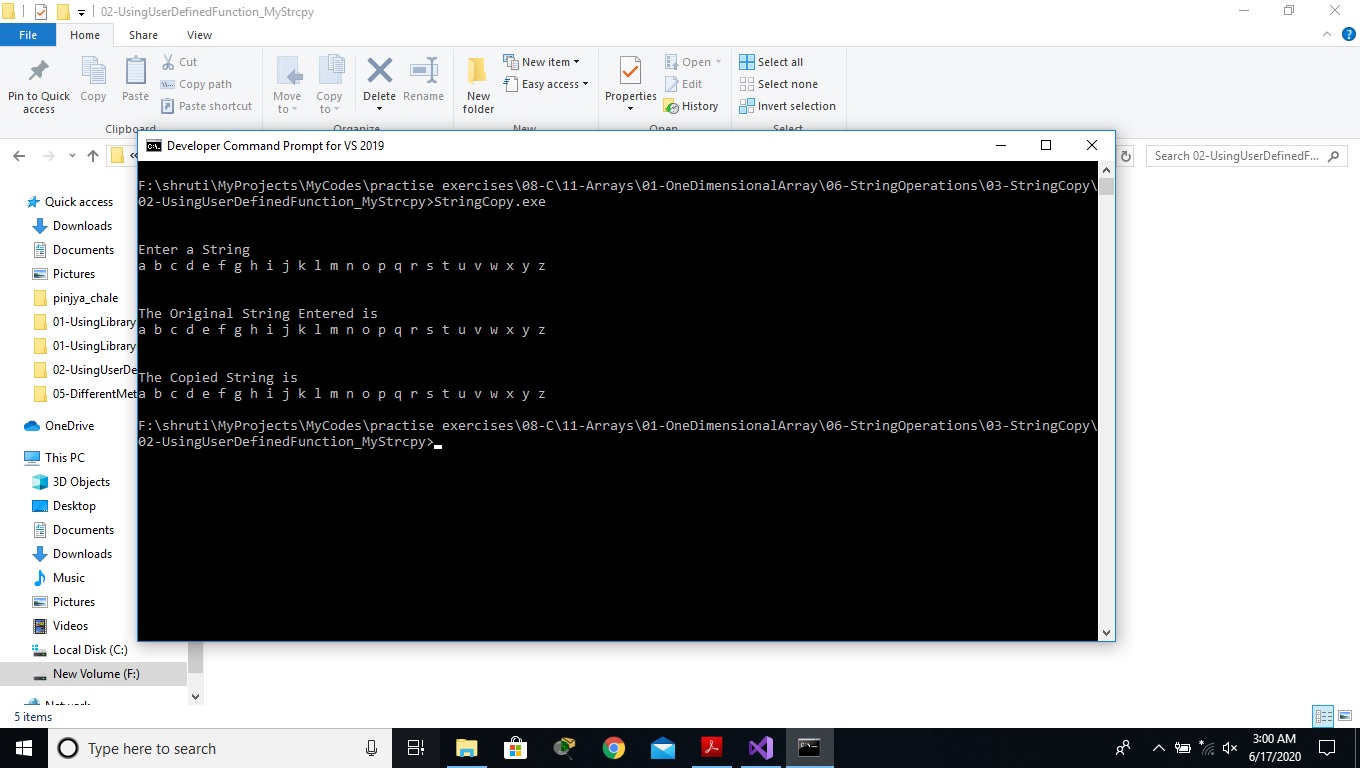 02-UsingUserDefinedFunction_MyStrcpy
File Home Share View
Pin to Quick access
Copy
Paste
Cut
Copy path
Paste shortcut
Clipboard
Move to
Copy to
Delete
Rename
Organize
New folder
New item
Easy access
New
Properties
Open
Edit
History
Open
Select all
Select none
Invert selection
Select
«
Search 02-UsingUserDefinedF...
Quick access
Downloads
Documents
Pictures
pinjya_chale
01-UsingLibrary
01-UsingLibrary
02-UsingUserDe
05-DifferentMet
OneDrive
This PC
3D Objects
Desktop
Documents
Downloads
Music
Pictures
Videos
Local Disk (C:)
New Volume (F:)
Network
5 items
Developer Command Prompt for VS 2019
F:\shruti\MyProjects\MyCodes\practise exercises\08-C\11-Arrays\01-OneDimensionalArray\06-StringOperations\03-StringCopy\
02-UsingUserDefinedFunction_MyStrcpy>StringCopy.exe
Enter a String
a b c d e f g h i j k l m n o p q r s t u v w x y z
The Original String Entered is
a b c d e f g h i j k l m n o p q r s t u v w x y z
The Copied String is
a b c d e f g h i j k l m n o p q r s t u v w x y z
F:\shruti\MyProjects\MyCodes\practise exercises\08-C\11-Arrays\01-OneDimensionalArray\06-StringOperations\03-StringCopy\
02-UsingUserDefinedFunction_MyStrcpy>
Type here to search
3:00 AM
6/17/2020